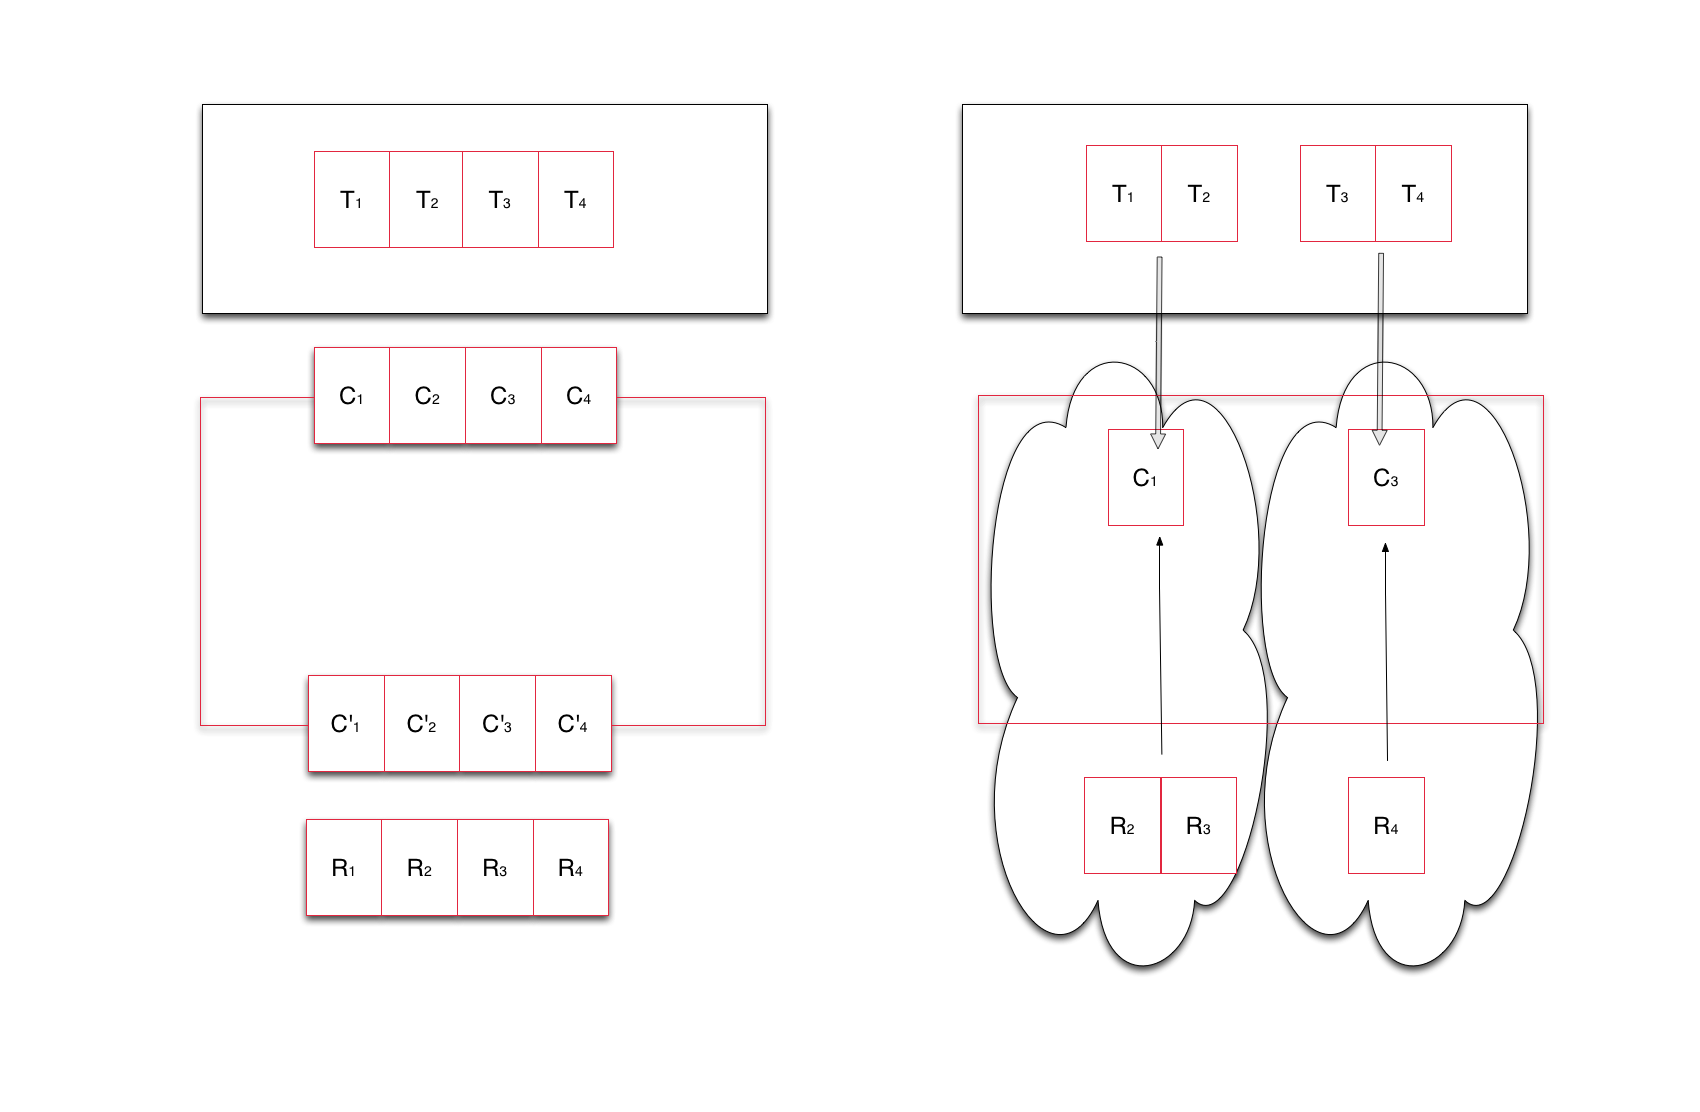 T1 T2 T3 T4
C1 C2 C3 C4
C'1 C'2 C'3 C'4
R1 R2 R3 R4
T1 T2 T3 T4
C1 C3
R2 R3 R4